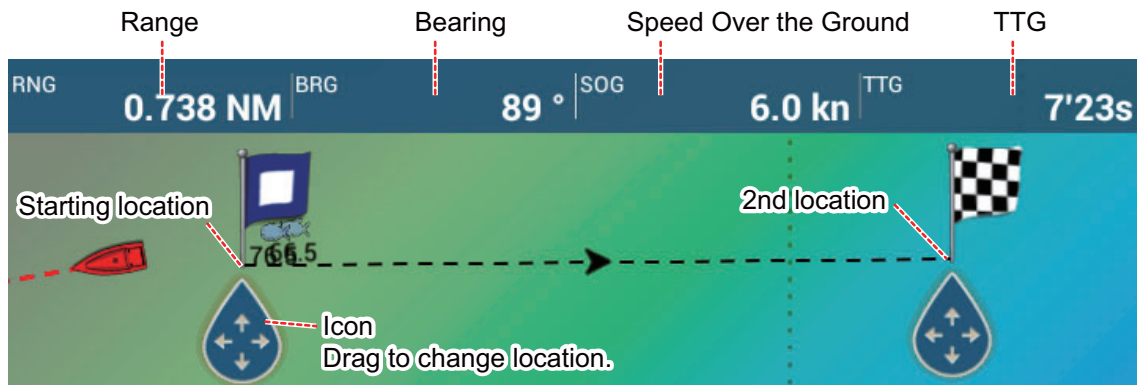 Range Bearing Speed Over the Ground TTG
RNG 0.738 NM BRG 89 ° SOG 6.0 kn TTG 7'23s
Starting location
2nd location
Icon
Drag to change location.